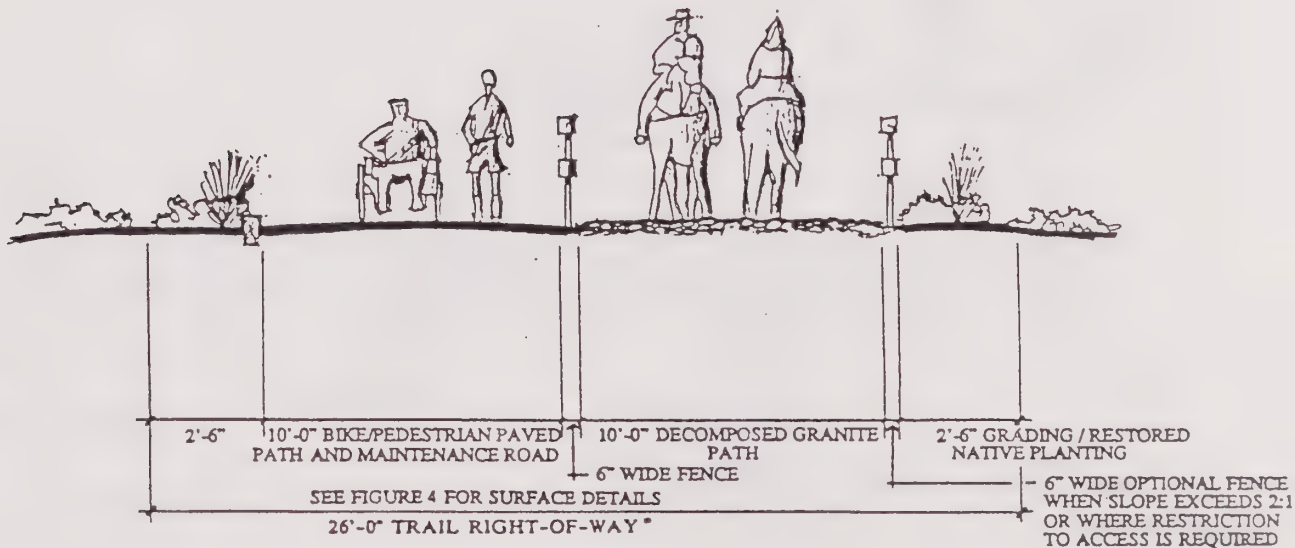 2'-6"
10'-0" BIKE/PEDESTRIAN PAVED
PATH AND MAINTENANCE ROAD
6" WIDE FENCE
10'-0" DECOMPOSED GRANITE
PATH
2'-6" GRADING / RESTORED
NATIVE PLANTING
6" WIDE OPTIONAL FENCE
WHEN SLOPE EXCEEDS 2:1
OR WHERE RESTRICTION
TO ACCESS IS REQUIRED
SEE FIGURE 4 FOR SURFACE DETAILS
26'-0" TRAIL RIGHT-OF-WAY*